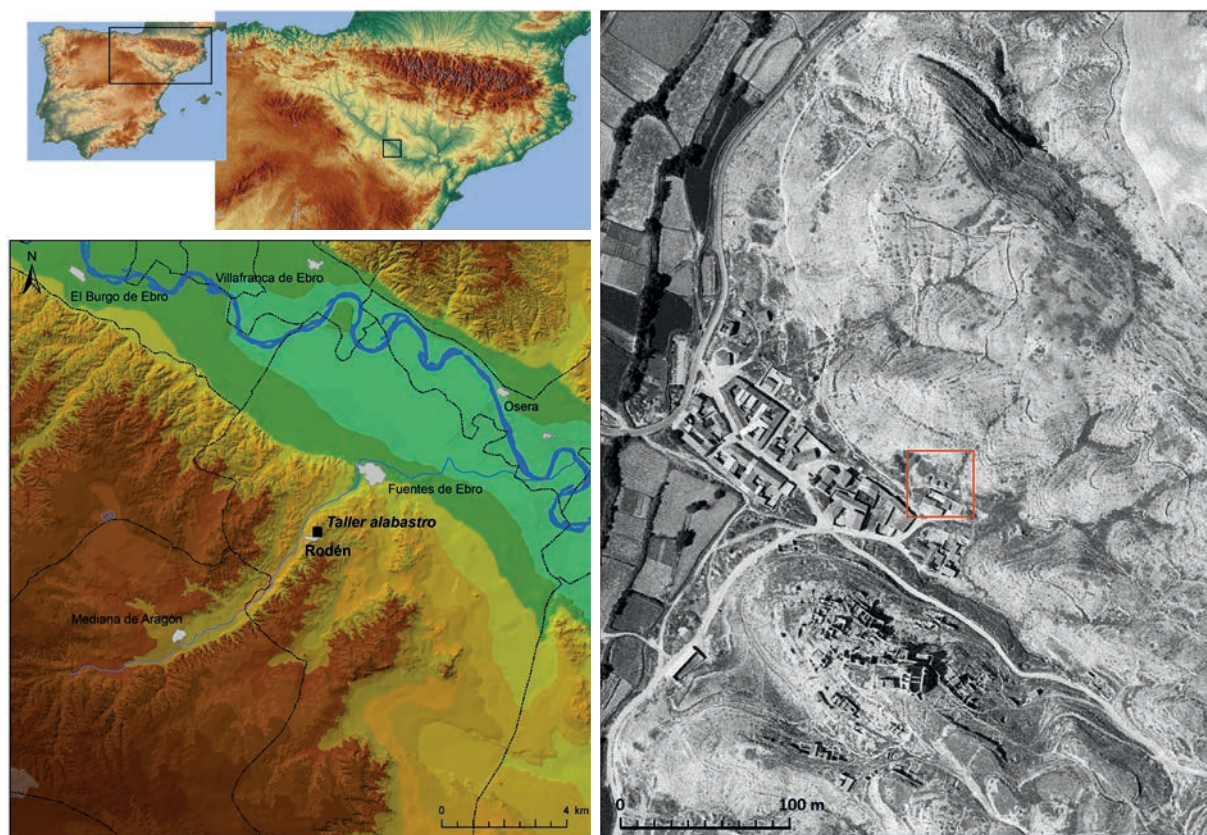 N
Villafranca de Ebro
El Burgo de Ebro
Osera
Fuentes de Ebro
Taller alabastro
Rodén
Mediana de Aragón
0 4 km
0 100 m